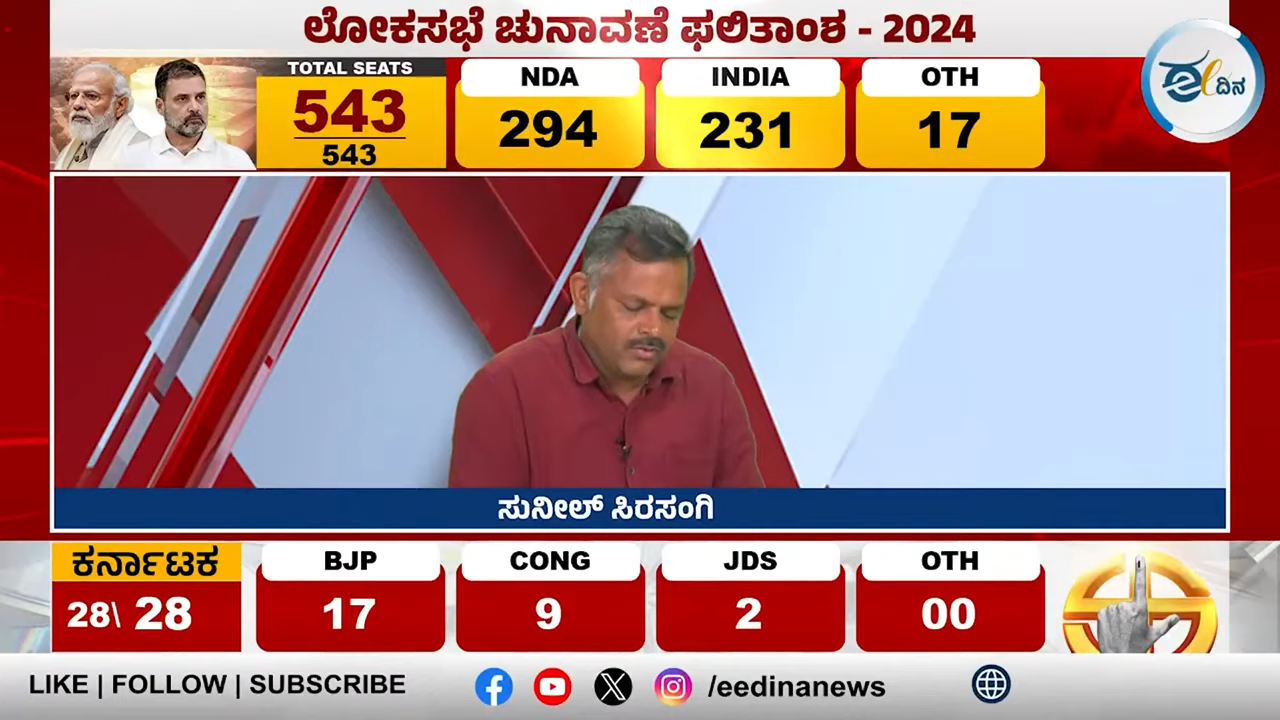 ಲೋಕಸಭೆ ಚುನಾವಣೆ ಫಲಿತಾಂಶ - 2024
TOTAL SEATS
543
543
NDA
294
INDIA
231
OTH
17
ಈದಿನ
ಸುನೀಲ್ ಸಿರಸಂಗಿ
ಕರ್ನಾಟಕ
28\ 28
BJP
17
CONG
9
JDS
2
OTH
00
LIKE | FOLLOW | SUBSCRIBE
/eedinanews